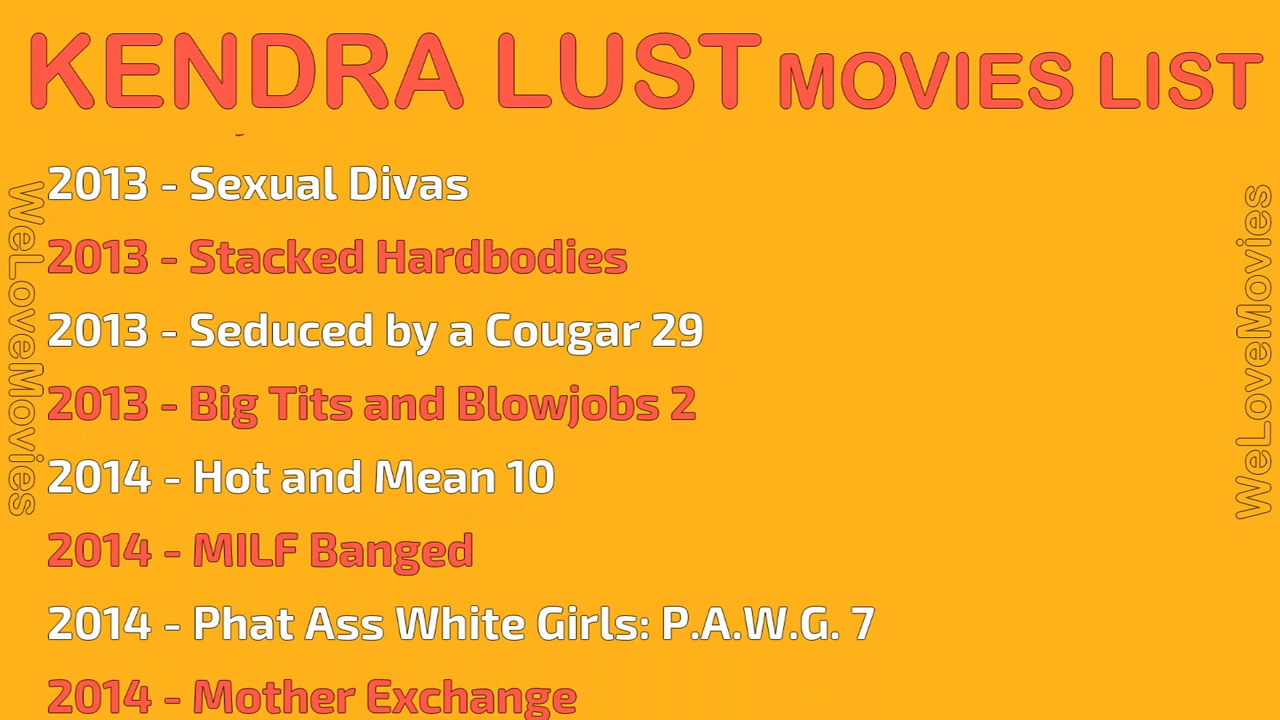 KENDRA LUST MOVIES LIST
2013 - Sexual Divas
2013 - Stacked Hardbodies
2013 - Seduced by a Cougar 29
2013 - Big Tits and Blowjobs 2
2014 - Hot and Mean 10
2014 - MILF Banged
2014 - Phat Ass White Girls: P.A.W.G. 7
2014 - Mother Exchange
WeLoveMovies
WeLoveMovies